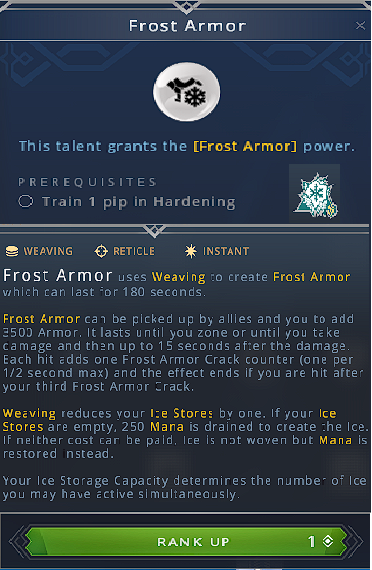 Frost Armor
This talent grants the [Frost Armor] power.
PREREQUISITES
Train 1 pip in Hardening
WEAVING RETICLE INSTANT
Frost Armor uses Weaving to create Frost Armor
which can last for 180 seconds.
Frost Armor can be picked up by allies and you to add
3500 Armor. It lasts until you zone or until you take
damage and then up to 15 seconds after the damage.
Each hit adds one Frost Armor Crack counter (one per
1/2 second max) and the effect ends if you are hit after
your third Frost Armor Crack.
Weaving reduces your Ice Stores by one. If your Ice
Stores are empty, 250 Mana is drained to create the Ice.
If neither cost can be paid, Ice is not woven but Mana is
restored instead.
Your Ice Storage Capacity determines the number of Ice
you may have active simultaneously.
RANK UP 1